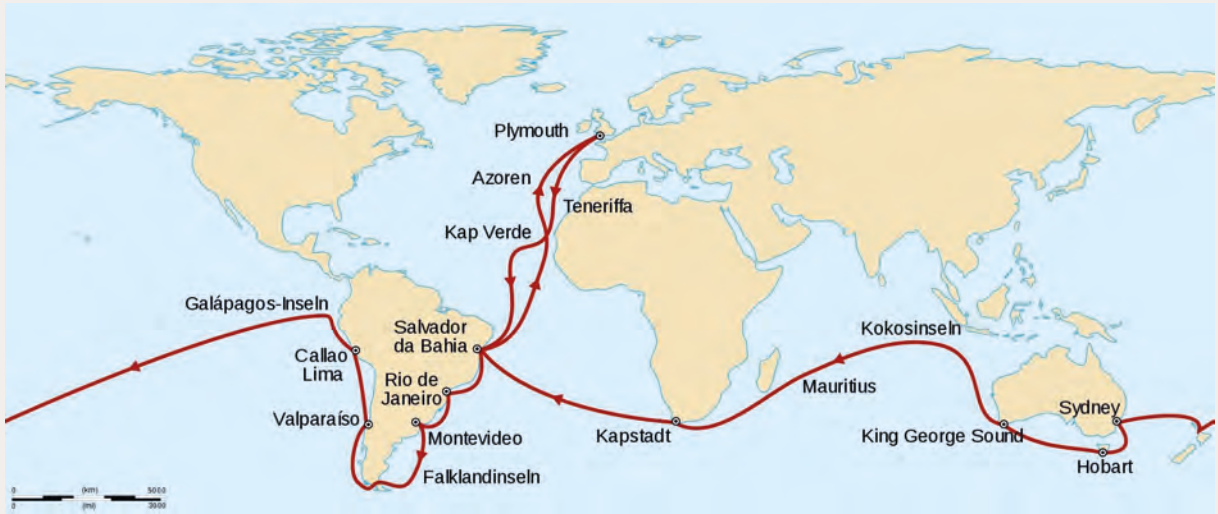 Plymouth
Azoren
Teneriffa
Kap Verde
Galápagos-Inseln
Salvador
da Bahia
Kokosinseln
Callao
Lima
Rio de
Janeiro
Mauritius
Valparaíso
Sydney
Montevideo
Kapstadt
King George Sound
Falklandinseln
Hobart
0 (km) 5000
0 (mi) 3000